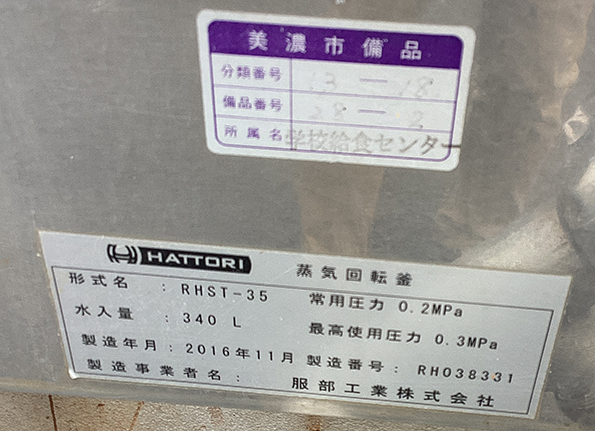 美濃市備品
分類番号 13-18
備品番号 28-2
所属名 学校給食センター
HATTORI 蒸気回転釜
形式名 : RHST-35 常用圧力 0.2MPa
水入量 : 340 L 最高使用圧力 0.3MPa
製造年月 : 2016年11月 製造番号 : RH038331
製造事業者名 : 服部工業株式会社